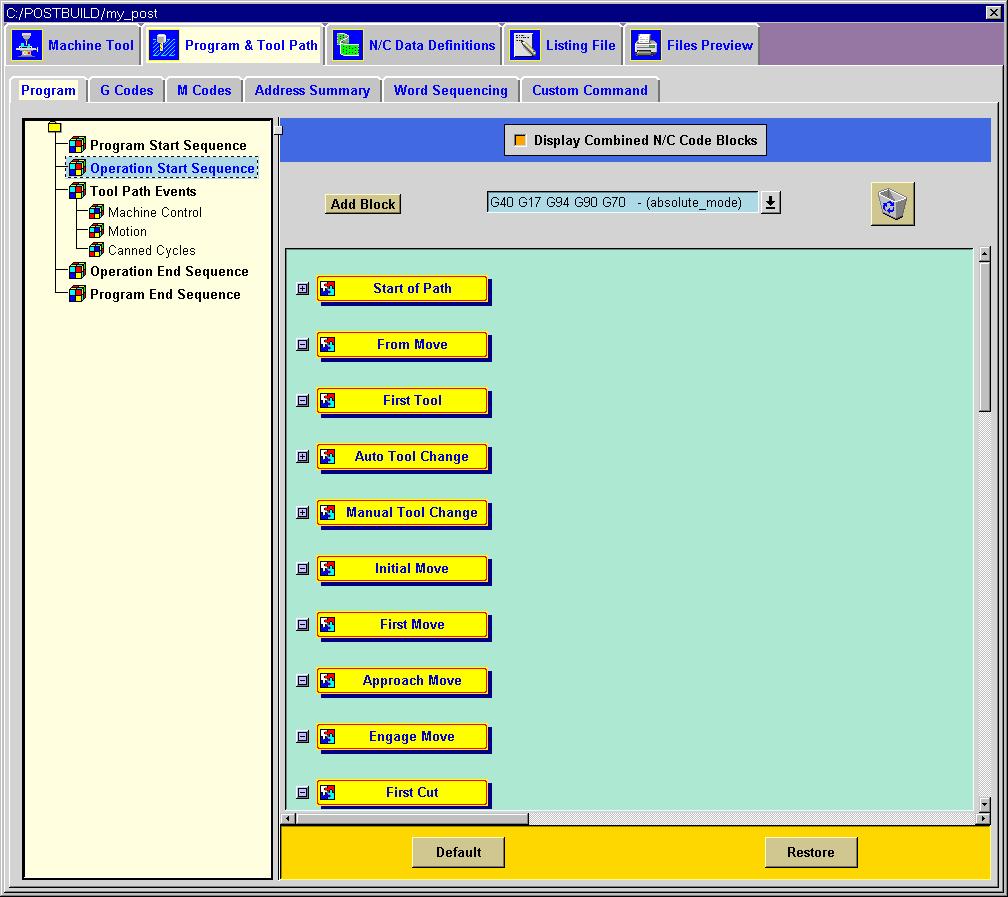 C:/POSTBUILD/my_post
Machine Tool
Program & Tool Path
N/C Data Definitions
Listing File
Files Preview
Program
G Codes
M Codes
Address Summary
Word Sequencing
Custom Command
Program Start Sequence
Operation Start Sequence
Tool Path Events
Machine Control
Motion
Canned Cycles
Operation End Sequence
Program End Sequence
Display Combined N/C Code Blocks
Add Block
G40 G17 G94 G90 G70 - (absolute_mode)
Start of Path
From Move
First Tool
Auto Tool Change
Manual Tool Change
Initial Move
First Move
Approach Move
Engage Move
First Cut
Default
Restore